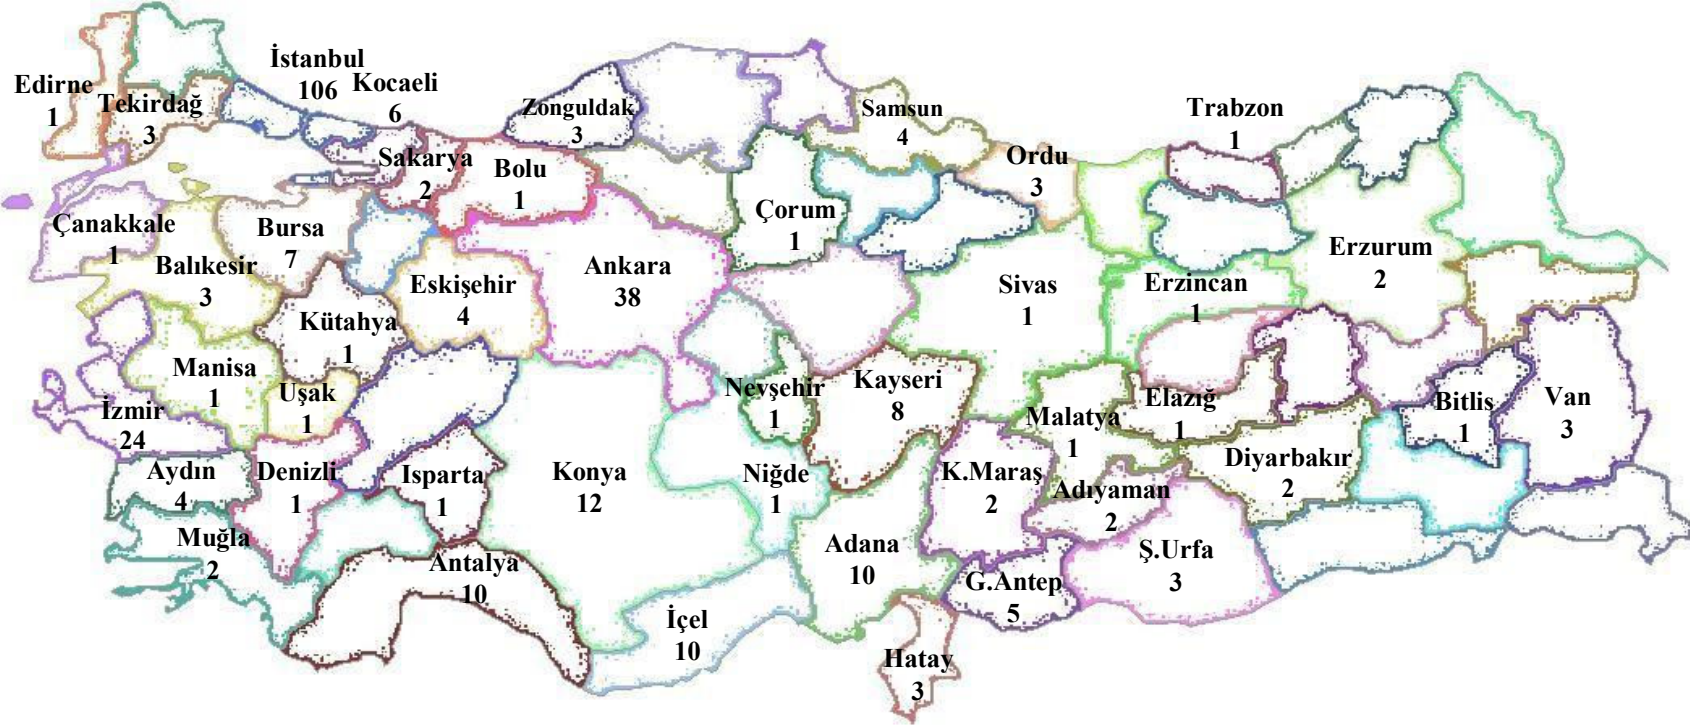 İstanbul
106
Kocaeli
6
Edirne
1
Tekirdağ
3
Zonguldak
3
Samsun
4
Trabzon
1
Sakarya
2
Bolu
1
Ordu
3
Çanakkale
1
Bursa
7
Çorum
1
Balıkesir
3
Eskişehir
4
Ankara
38
Sivas
1
Erzincan
1
Erzurum
2
Kütahya
1
Manisa
1
Uşak
1
Nevşehir
1
Kayseri
8
İzmir
24
Malatya
1
Elazığ
1
Bitlis
1
Van
3
Aydın
4
Denizli
1
Isparta
1
Konya
12
Niğde
1
K.Maraş
2
Adıyaman
2
Diyarbakır
2
Muğla
2
Antalya
10
Adana
10
G.Antep
5
Ş.Urfa
3
İçel
10
Hatay
3